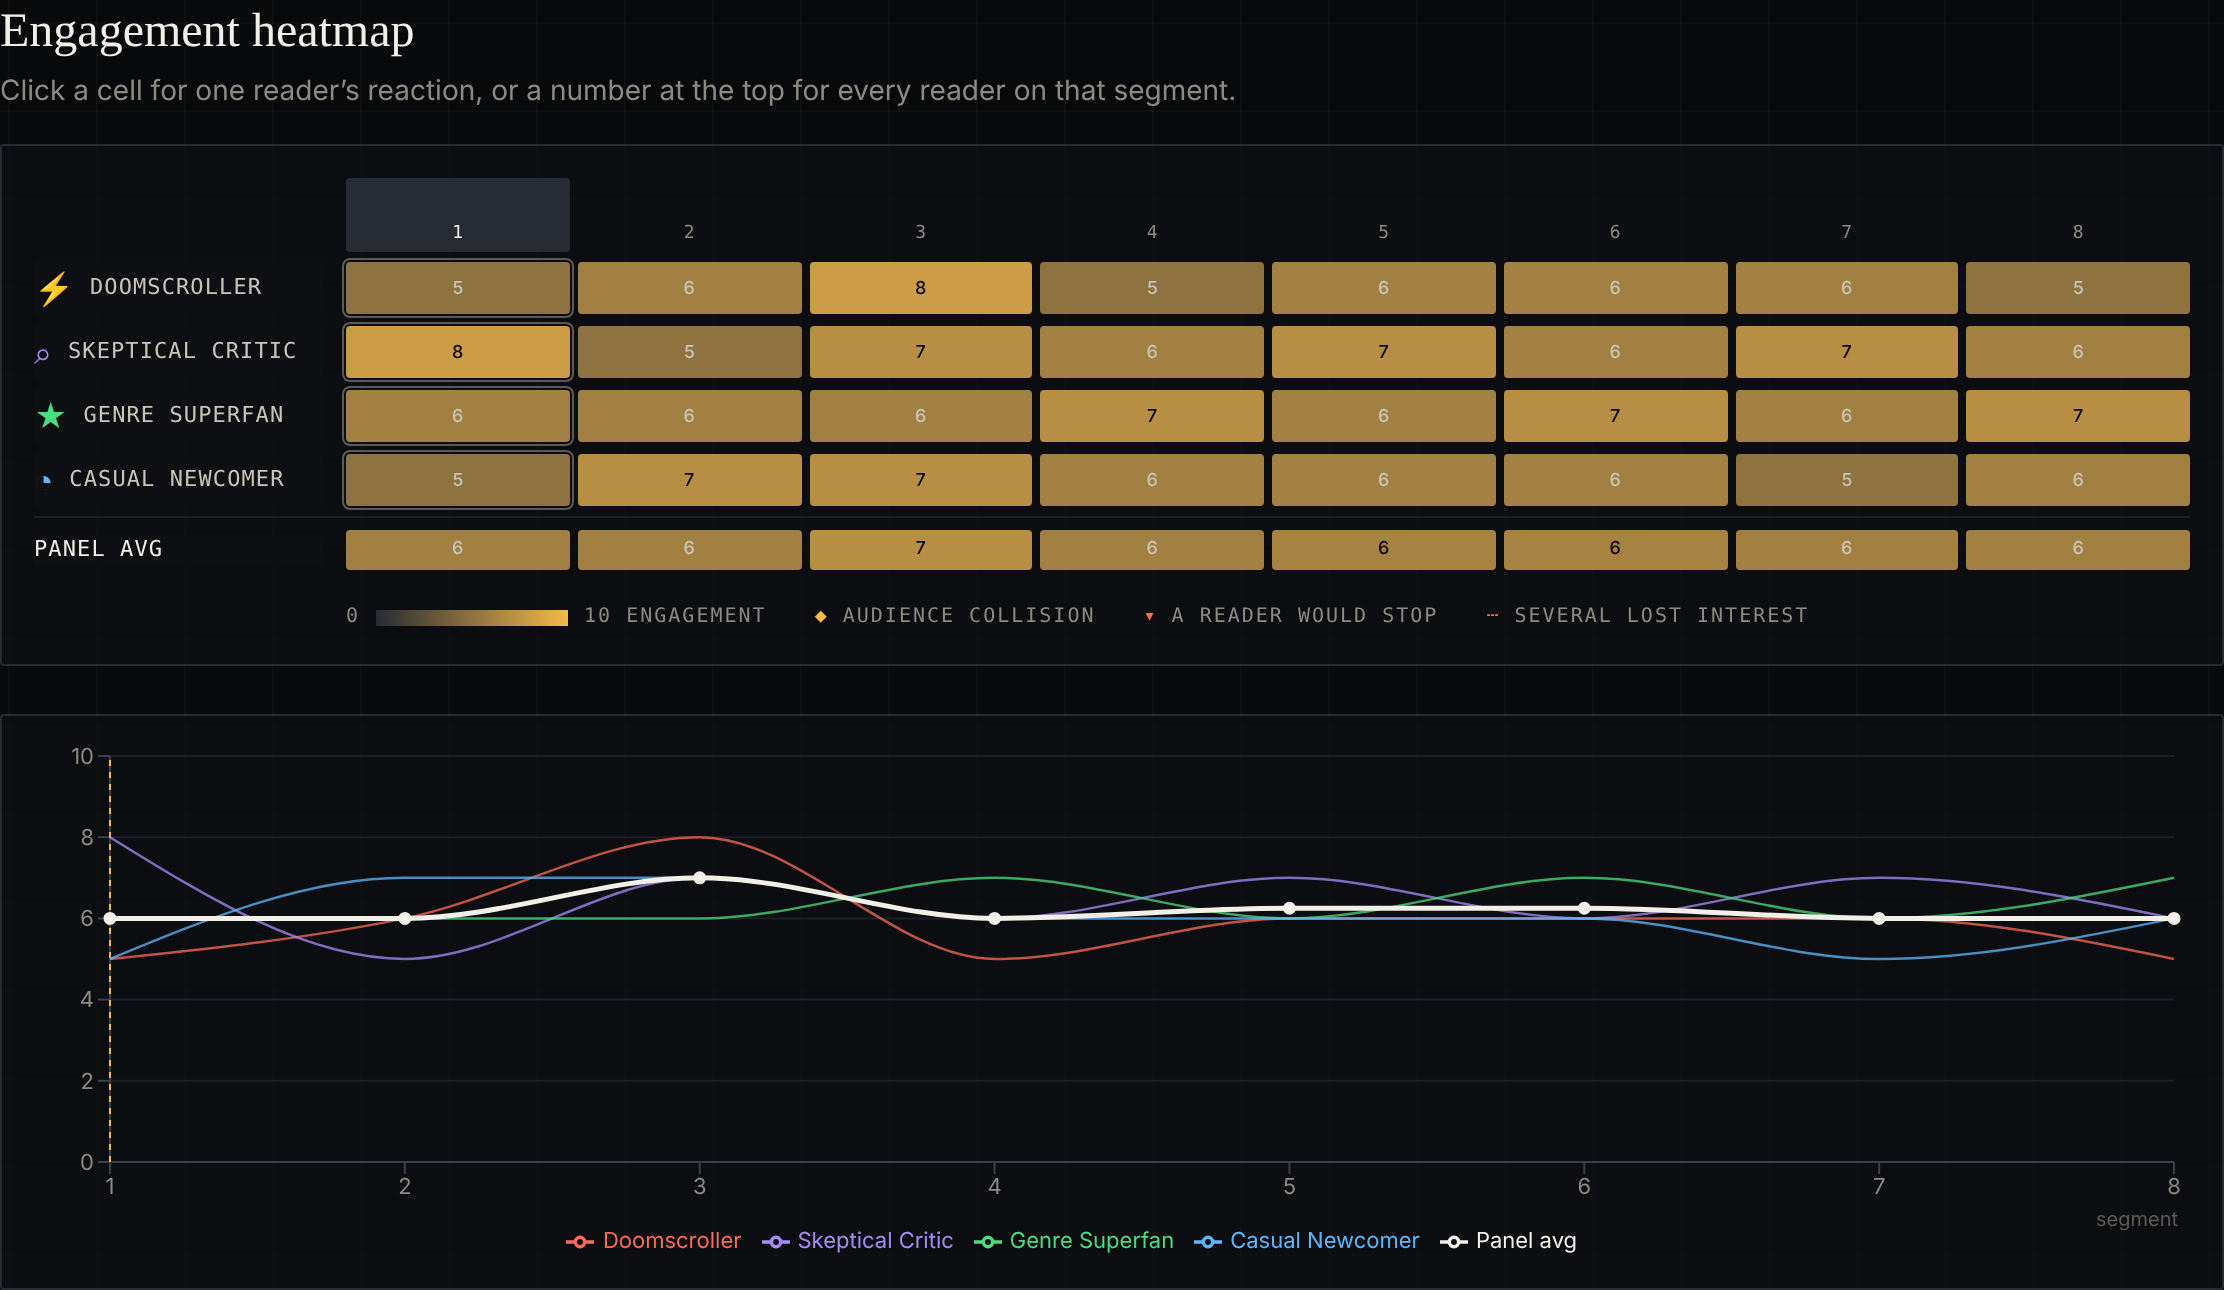 Engagement heatmap
Click a cell for one reader’s reaction, or a number at the top for every reader on that segment.
1 2 3 4 5 6 7 8
DOOMSCROLLER 5 6 8 5 6 6 6 5
SKEPTICAL CRITIC 8 5 7 6 7 6 7 6
GENRE SUPERFAN 6 6 6 7 6 7 6 7
CASUAL NEWCOMER 5 7 7 6 6 6 5 6
PANEL AVG 6 6 7 6 6 6 6 6
0 10 ENGAGEMENT AUDIENCE COLLISION A READER WOULD STOP SEVERAL LOST INTEREST
10
8
6
4
2
0
1 2 3 4 5 6 7 8
segment
Doomscroller Skeptical Critic Genre Superfan Casual Newcomer Panel avg